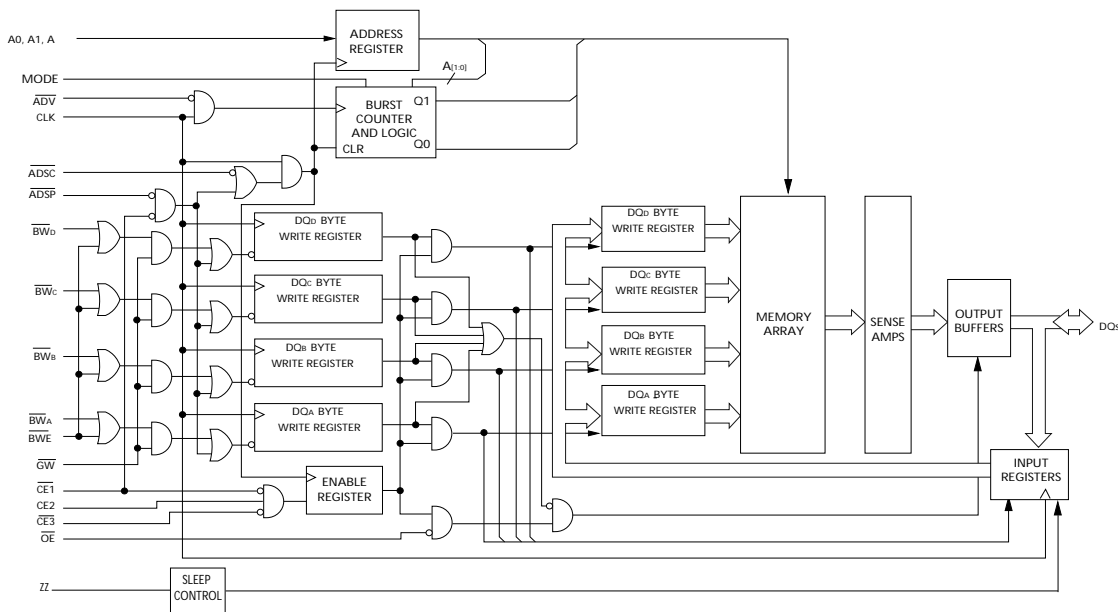 A0, A1, A
ADDRESS
REGISTER
MODE
A[1:0]
ADV
CLK
BURST
COUNTER
AND LOGIC
CLR
Q1
Q0
ADSC
ADSP
BWD
DQD BYTE
WRITE REGISTER
DQD BYTE
WRITE REGISTER
BWC
DQC BYTE
WRITE REGISTER
DQC BYTE
WRITE REGISTER
MEMORY
ARRAY
SENSE
AMPS
OUTPUT
BUFFERS
DQs
BWB
DQB BYTE
WRITE REGISTER
DQB BYTE
WRITE REGISTER
BWA
BWE
DQA BYTE
WRITE REGISTER
DQA BYTE
WRITE REGISTER
GW
CE1
CE2
CE3
OE
ENABLE
REGISTER
INPUT
REGISTERS
ZZ
SLEEP
CONTROL